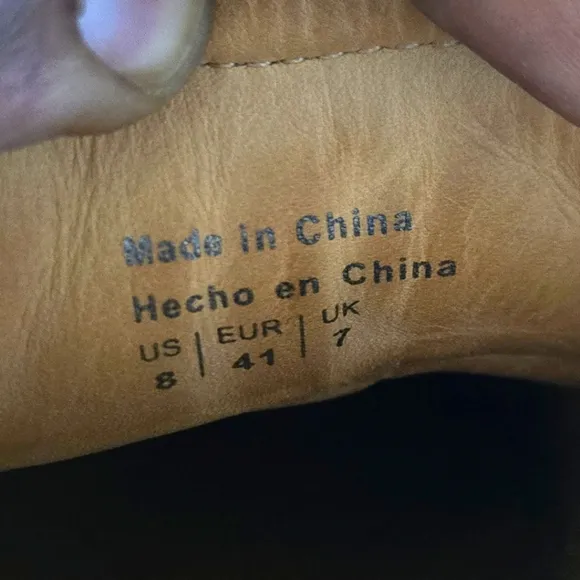 Made in China
Hecho en China
US | EUR | UK
8 | 41 | 7